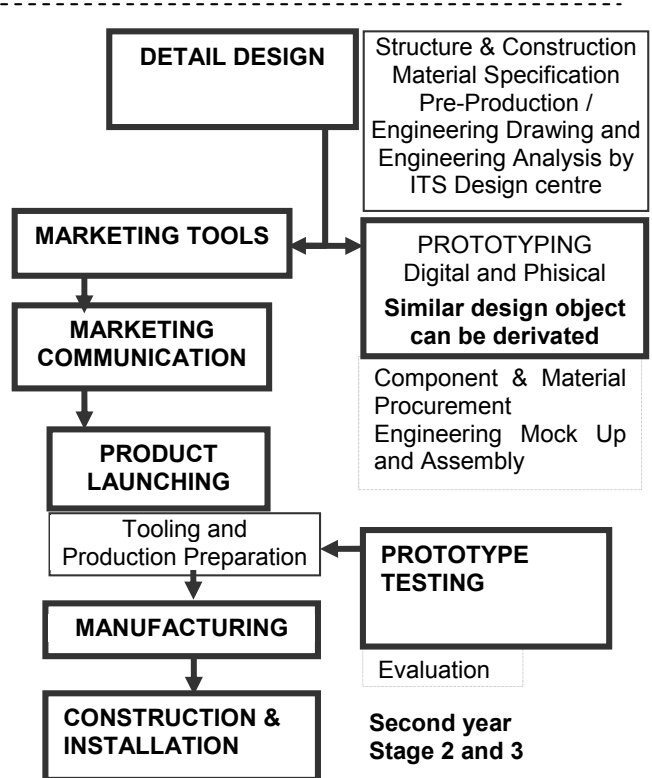 DETAIL DESIGN
Structure & Construction
Material Specification
Pre-Production /
Engineering Drawing and
Engineering Analysis by
ITS Design centre
MARKETING TOOLS
PROTOTYPING
Digital and Phisical
Similar design object
can be derivated
MARKETING
COMMUNICATION
Component & Material
Procurement
Engineering Mock Up
and Assembly
PRODUCT
LAUNCHING
Tooling and
Production Preparation
PROTOTYPE
TESTING
MANUFACTURING
Evaluation
CONSTRUCTION &
INSTALLATION
Second year
Stage 2 and 3